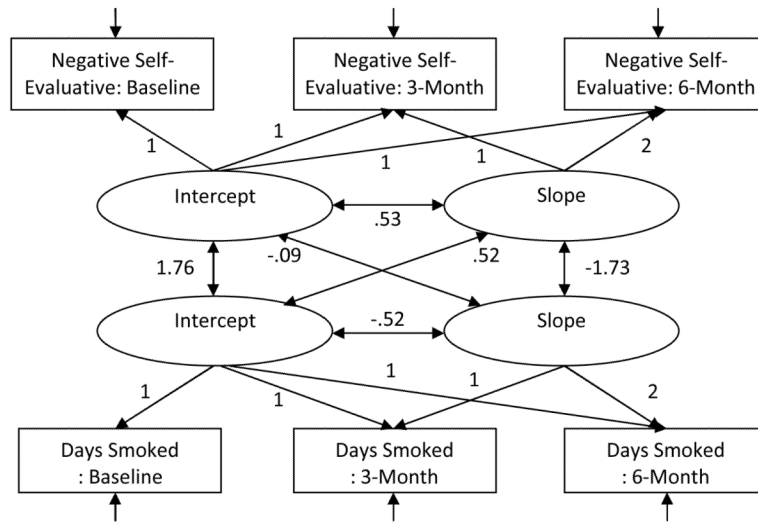 Negative Self-
Evaluative: Baseline
Negative Self-
Evaluative: 3-Month
Negative Self-
Evaluative: 6-Month
1
1
1
1
2
Intercept
Slope
.53
1.76
-.09
.52
-1.73
Intercept
Slope
-.52
1
1
1
1
2
Days Smoked
: Baseline
Days Smoked
: 3-Month
Days Smoked
: 6-Month